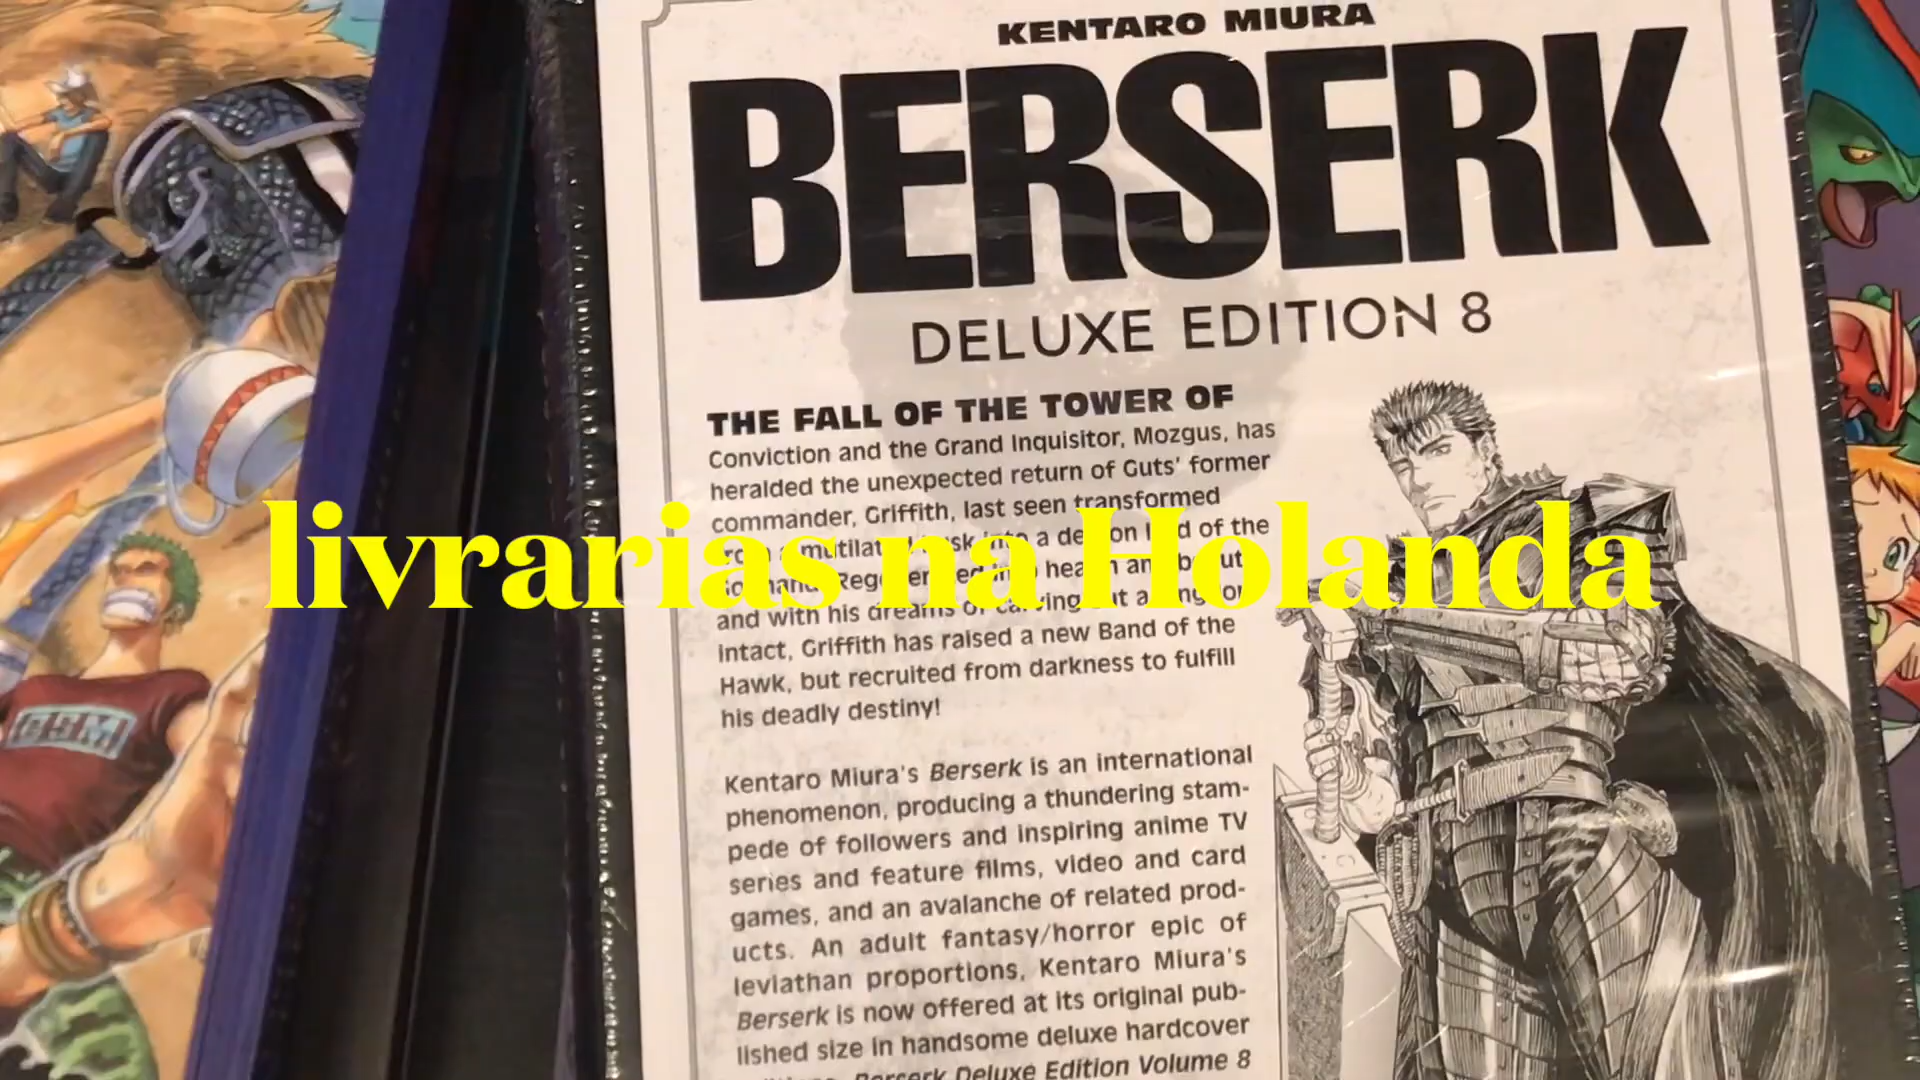 KENTARO MIURA
BERSERK
DELUXE EDITION 8
THE FALL OF THE TOWER OF
Conviction and the Grand Inquisitor, Mozgus, has
heralded the unexpected return of Guts' former
commander, Griffith, last seen transformed
a of the
livrarias na Holanda
and with his dreams
intact, Griffith has raised a new Band of the
Hawk, but recruited from darkness to fulfill
his deadly destiny!
Kentaro Miura's Berserk is an international
phenomenon, producing a thundering stam-
pede of followers and inspiring anime TV
series and feature films, video and card
games, and an avalanche of related prod-
ucts. An adult fantasy/horror epic of
leviathan proportions, Kentaro Miura's
Berserk is now offered at its original pub-
lished size in handsome deluxe hardcover
Berserk Deluxe Edition Volume 8